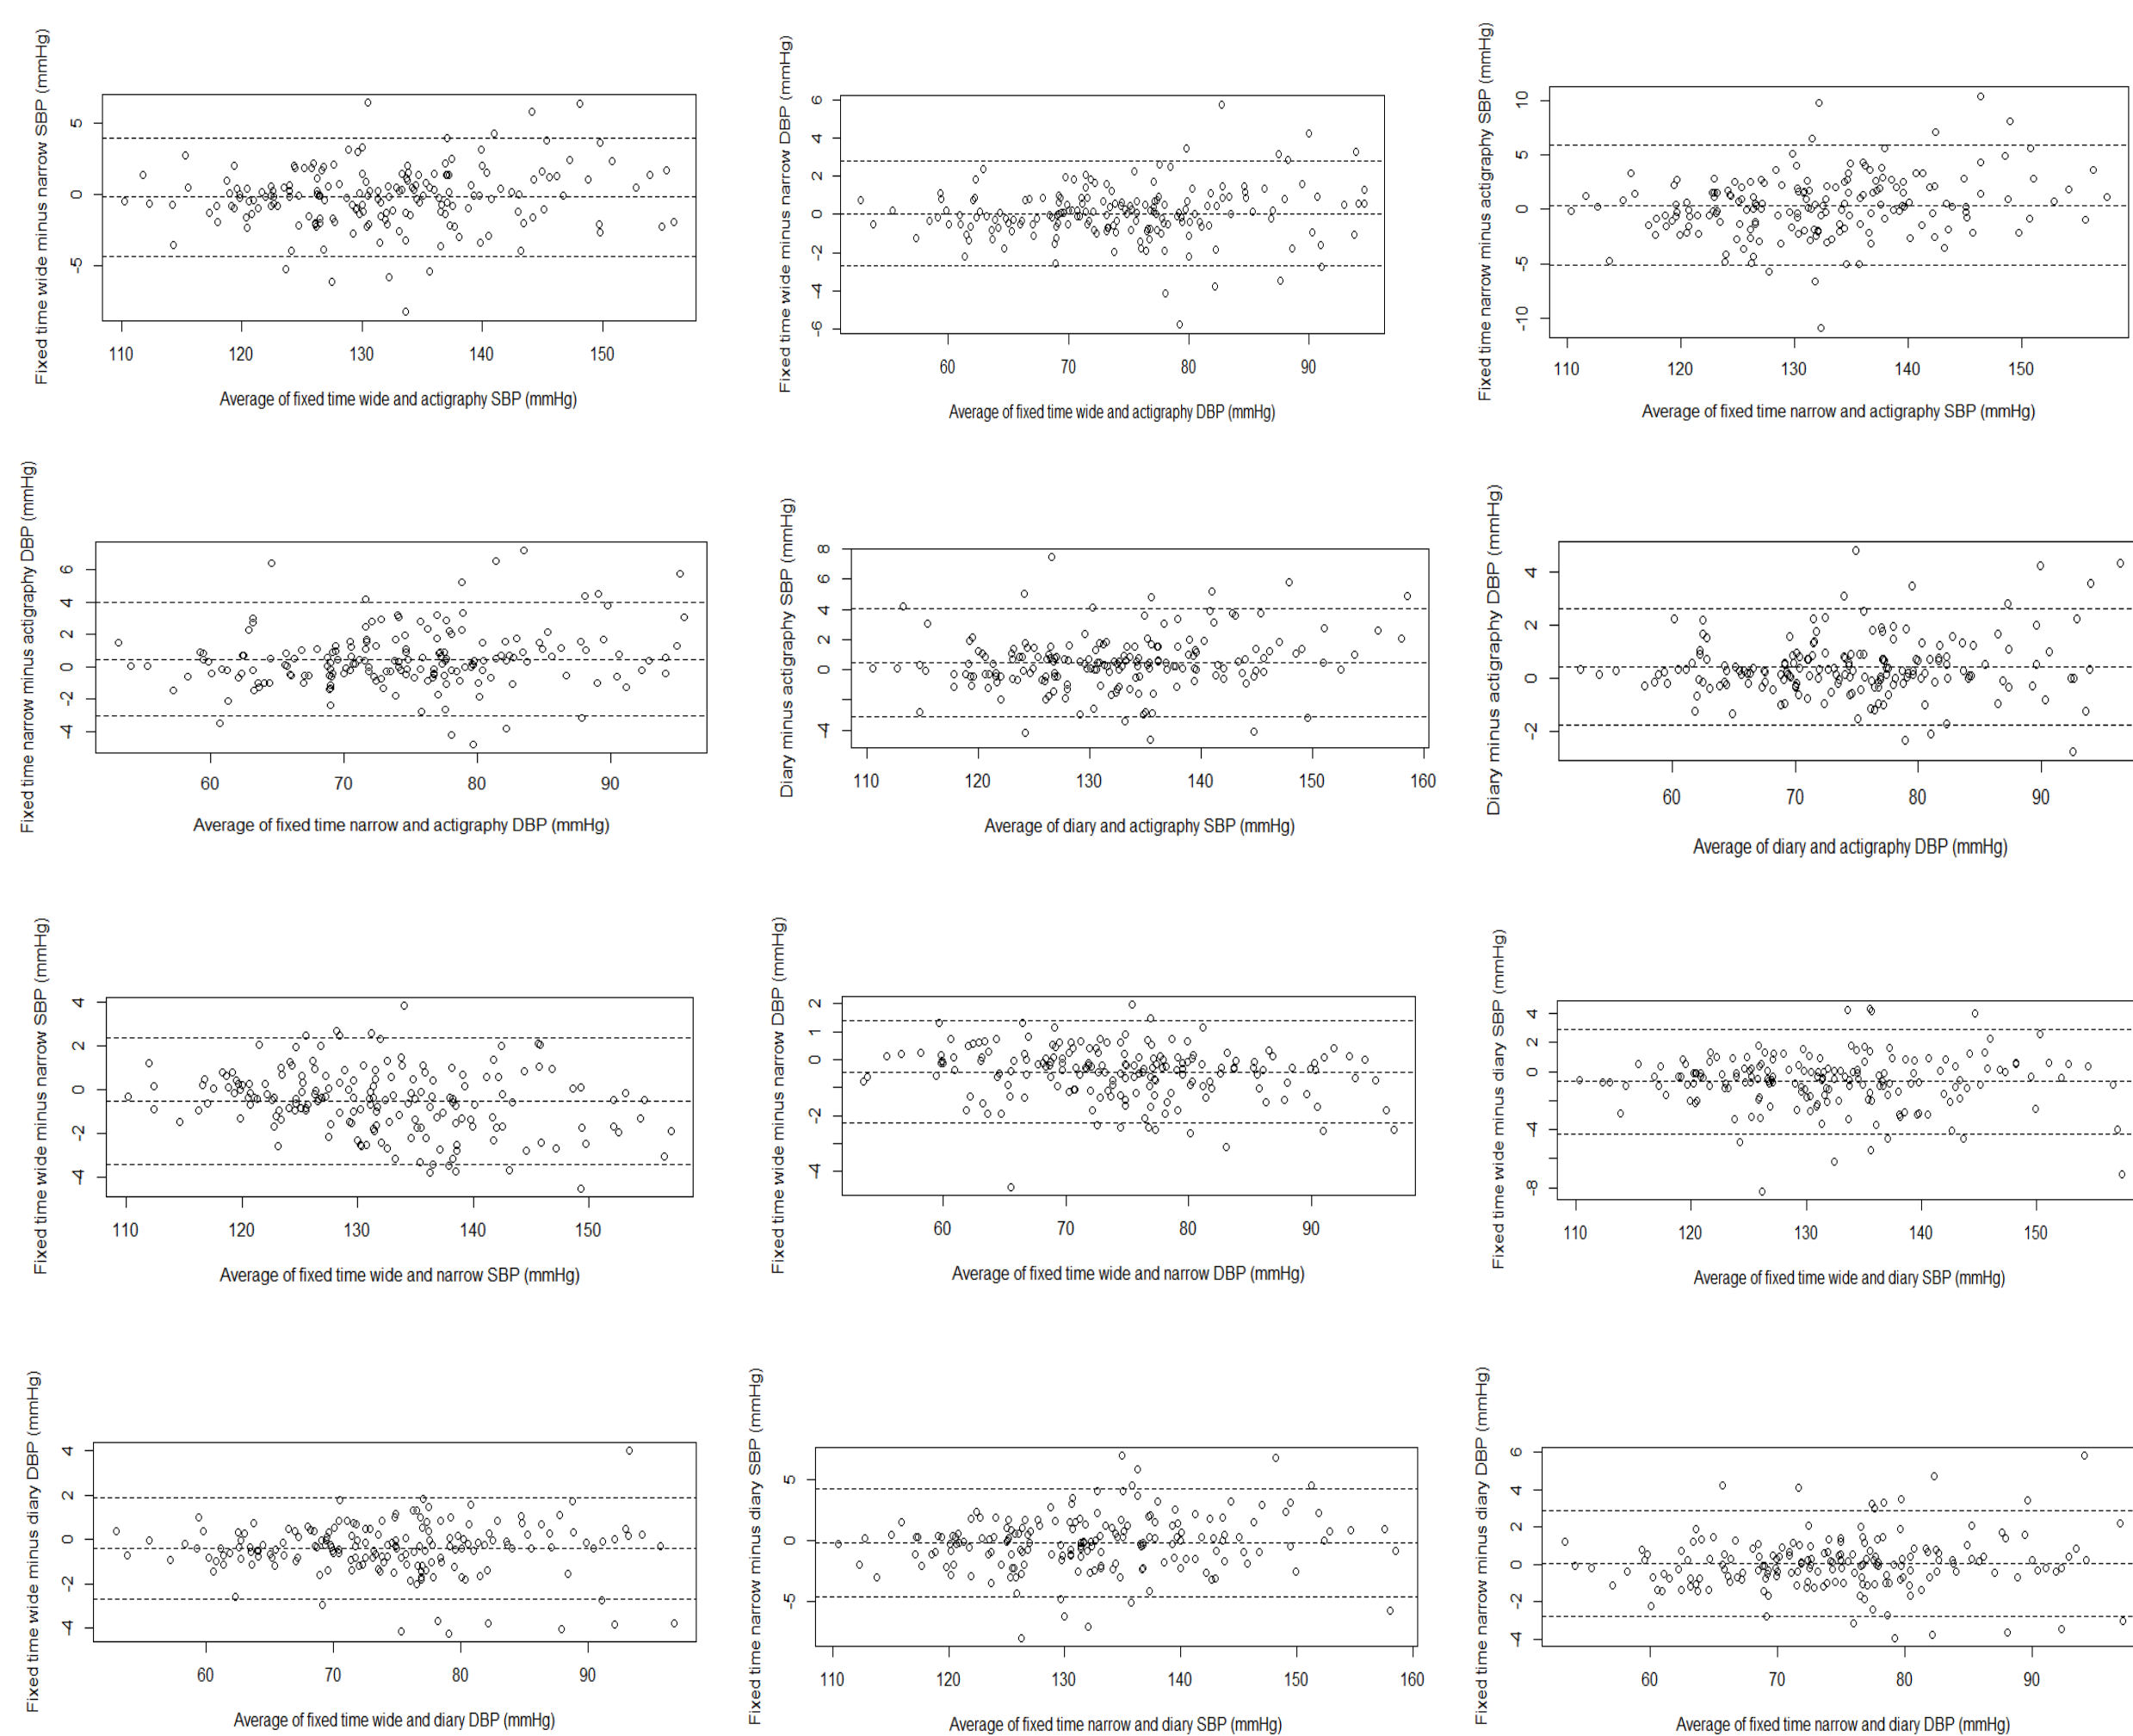 Fixed time wide minus narrow SBP (mmHg)
5
0
-5
110 120 130 140 150
Average of fixed time wide and actigraphy SBP (mmHg)
Fixed time wide minus narrow DBP (mmHg)
6
4
2
0
-2
-4
-6
60 70 80 90
Average of fixed time wide and actigraphy DBP (mmHg)
Fixed time narrow minus actigraphy SBP (mmHg)
10
5
0
-5
-10
110 120 130 140 150
Average of fixed time narrow and actigraphy SBP (mmHg)
Fixed time narrow minus actigraphy DBP (mmHg)
6
4
2
0
-2
-4
60 70 80 90
Average of fixed time narrow and actigraphy DBP (mmHg)
Diary minus actigraphy SBP (mmHg)
8
6
4
2
0
-4
110 120 130 140 150 160
Average of diary and actigraphy SBP (mmHg)
Diary minus actigraphy DBP (mmHg)
4
2
0
-2
60 70 80 90
Average of diary and actigraphy DBP (mmHg)
Fixed time wide minus narrow SBP (mmHg)
4
2
0
-2
-4
110 120 130 140 150
Average of fixed time wide and narrow SBP (mmHg)
Fixed time wide minus narrow DBP (mmHg)
2
1
0
-2
-4
60 70 80 90
Average of fixed time wide and narrow DBP (mmHg)
Fixed time wide minus diary SBP (mmHg)
4
2
0
-4
-8
110 120 130 140 150
Average of fixed time wide and diary SBP (mmHg)
Fixed time wide minus diary DBP (mmHg)
4
2
0
-2
-4
60 70 80 90
Average of fixed time wide and diary DBP (mmHg)
Fixed time narrow minus diary SBP (mmHg)
5
0
-5
110 120 130 140 150 160
Average of fixed time narrow and diary SBP (mmHg)
Fixed time narrow minus diary DBP (mmHg)
6
4
2
0
-2
-4
60 70 80 90
Average of fixed time narrow and diary DBP (mmHg)